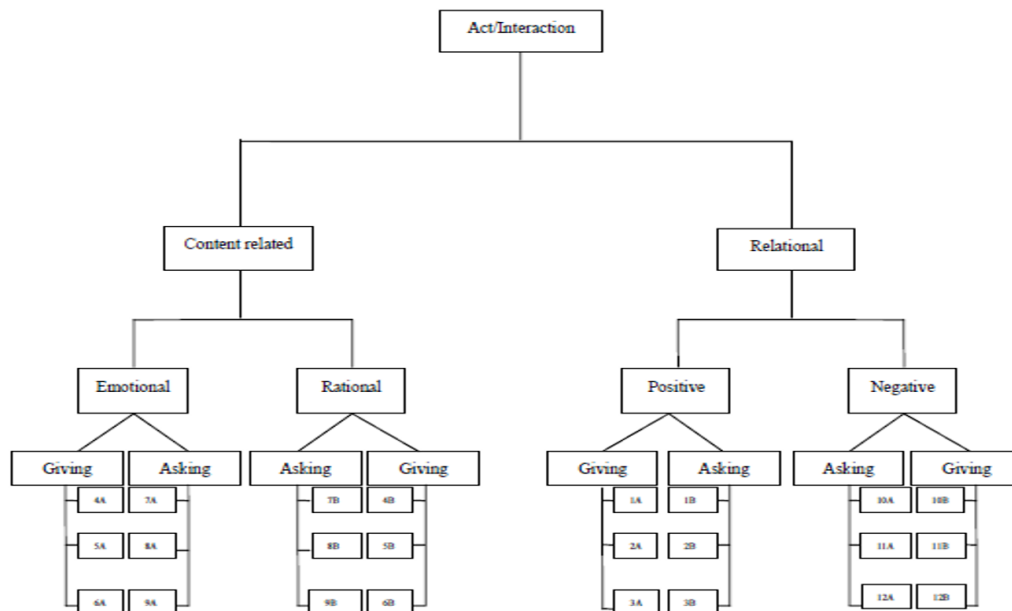 Act/Interaction
Content related
Relational
Emotional
Rational
Positive
Negative
Giving Asking Asking Giving Giving Asking Asking Giving
4A 7A 7B 4B 1A 1B 10A 10B
5A 8A 8B 5B 2A 2B 11A 11B
6A 9A 9B 6B 3A 3B 12A 12B